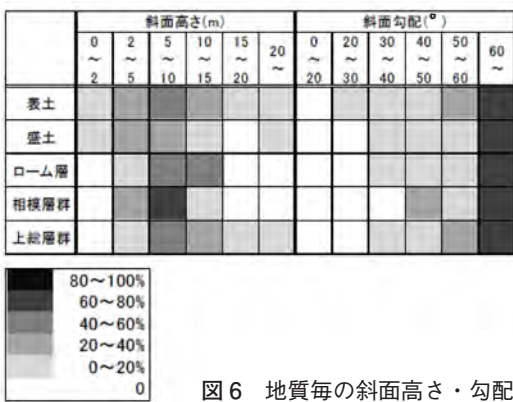 斜面高さ(m) 斜面勾配(°)
0～2 2～5 5～10 10～15 15～20 20～ 0～20 20～30 30～40 40～50 50～60 60～
表土
盛土
ローム層
相模層群
上総層群
80～100%
60～80%
40～60%
20～40%
0～20%
0
図6 地質毎の斜面高さ・勾配